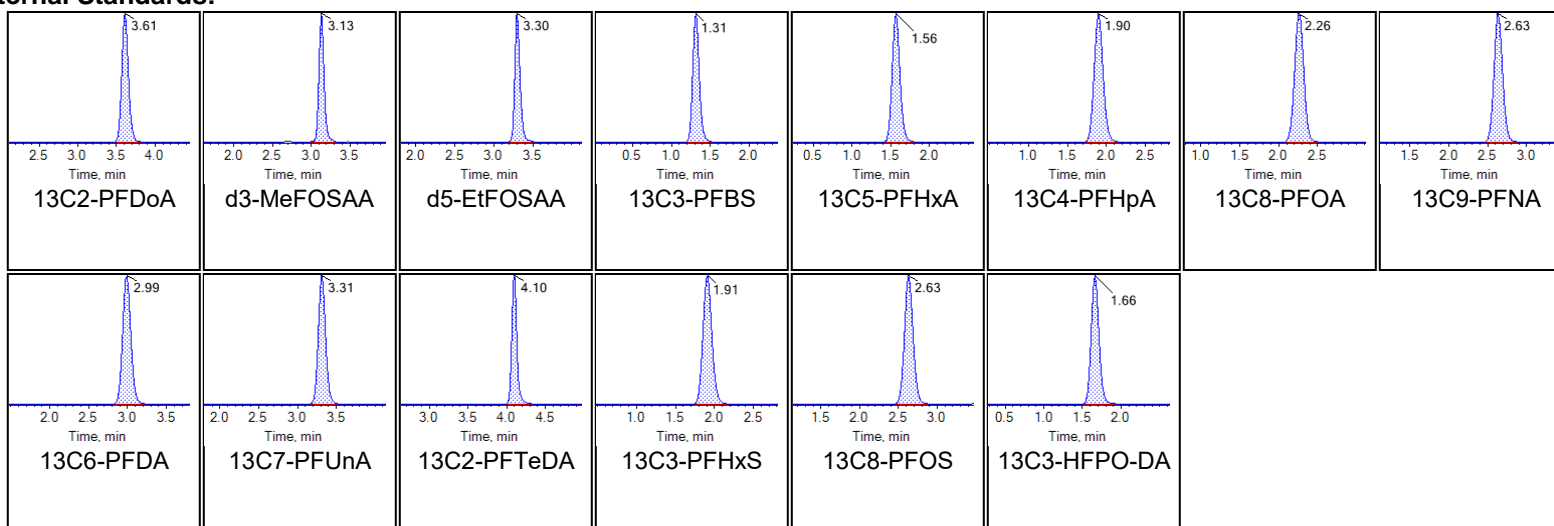 ternal Standards:
3.61
2.5 3.0 3.5 4.0
Time, min
13C2-PFDoA
3.13
2.0 2.5 3.0 3.5
Time, min
d3-MeFOSAA
3.30
2.0 2.5 3.0 3.5
Time, min
d5-EtFOSAA
1.31
0.5 1.0 1.5 2.0
Time, min
13C3-PFBS
1.56
0.5 1.0 1.5 2.0
Time, min
13C5-PFHxA
1.90
1.0 1.5 2.0 2.5
Time, min
13C4-PFHpA
2.26
1.0 1.5 2.0 2.5
Time, min
13C8-PFOA
2.63
1.5 2.0 2.5 3.0
Time, min
13C9-PFNA
2.99
2.0 2.5 3.0 3.5
Time, min
13C6-PFDA
3.31
2.0 2.5 3.0 3.5
Time, min
13C7-PFUnA
4.10
3.0 3.5 4.0 4.5
Time, min
13C2-PFTeDA
1.91
1.0 1.5 2.0 2.5
Time, min
13C3-PFHxS
2.63
1.5 2.0 2.5 3.0
Time, min
13C8-PFOS
1.66
0.5 1.0 1.5 2.0
Time, min
13C3-HFPO-DA